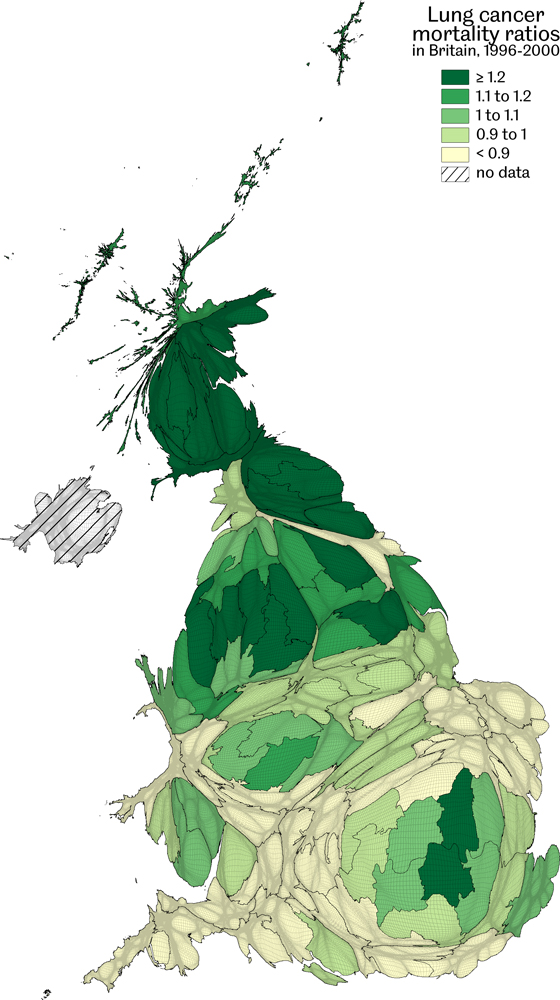 Lung cancer
mortality ratios
in Britain, 1996-2000
≥ 1.2
1.1 to 1.2
1 to 1.1
0.9 to 1
< 0.9
no data